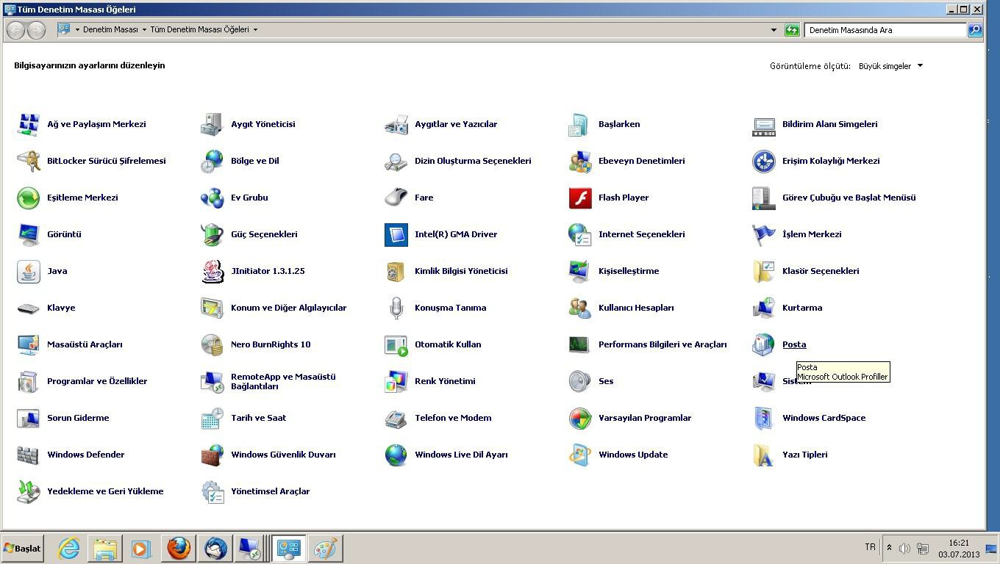 Tüm Denetim Masası Öğeleri
Denetim Masası
Tüm Denetim Masası Öğeleri
Denetim Masasında Ara
Bilgisayarınızın ayarlarını düzenleyin
Görüntüleme ölçütü: Büyük simgeler
Ağ ve Paylaşım Merkezi
Aygıt Yöneticisi
Aygıtlar ve Yazıcılar
Başlarken
Bildirim Alanı Simgeleri
BitLocker Sürücü Şifrelemesi
Bölge ve Dil
Dizin Oluşturma Seçenekleri
Ebeveyn Denetimleri
Erişim Kolaylığı Merkezi
Eşitleme Merkezi
Ev Grubu
Fare
Flash Player
Görev Çubuğu ve Başlat Menüsü
Görüntü
Güç Seçenekleri
Intel(R) GMA Driver
Internet Seçenekleri
İşlem Merkezi
Java
JInitiator 1.3.1.25
Kimlik Bilgisi Yöneticisi
Kişiselleştirme
Klasör Seçenekleri
Klavye
Konum ve Diğer Algılayıcılar
Konuşma Tanıma
Kullanıcı Hesapları
Kurtarma
Masaüstü Araçları
Nero BurnRights 10
Otomatik Kullan
Performans Bilgileri ve Araçları
Posta
Posta
Microsoft Outlook Profiller
Programlar ve Özellikler
RemoteApp ve Masaüstü
Bağlantıları
Renk Yönetimi
Ses
Sistem
Sorun Giderme
Tarih ve Saat
Telefon ve Modem
Varsayılan Programlar
Windows CardSpace
Windows Defender
Windows Güvenlik Duvarı
Windows Live Dil Ayarı
Windows Update
Yazı Tipleri
Yedekleme ve Geri Yükleme
Yönetimsel Araçlar
Başlat
TR
16:21
03.07.2013